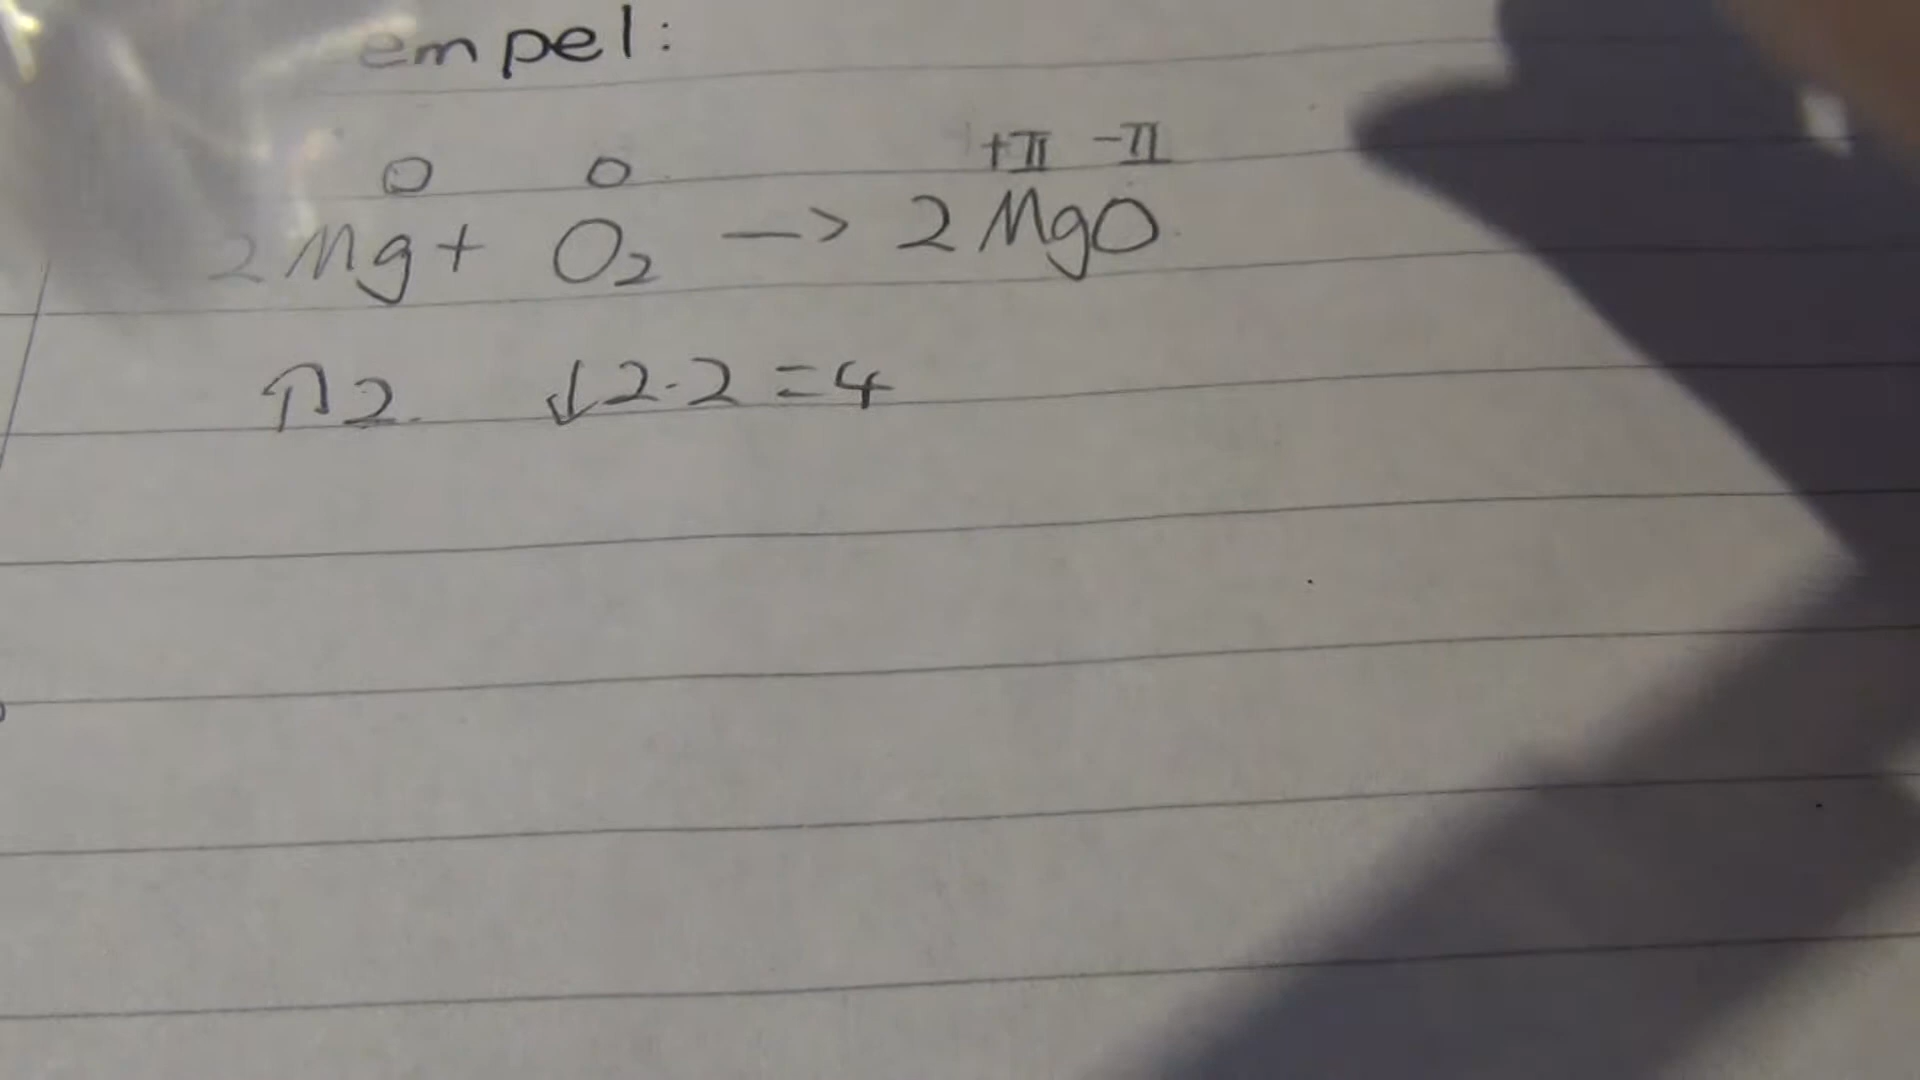 empel:
0 0 +II -II
2Mg + O₂ -> 2MgO
↑2 ↓2·2=4